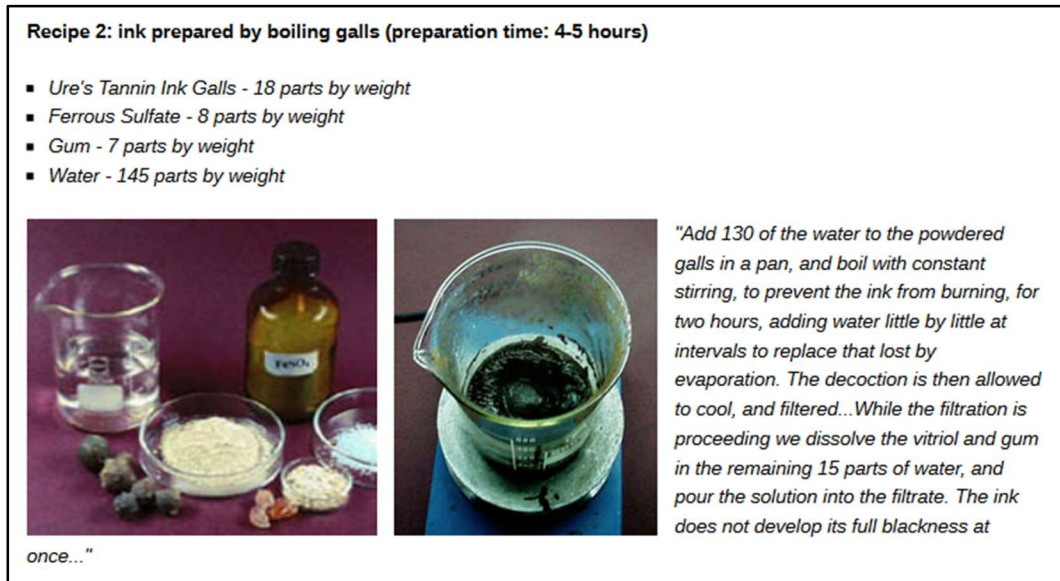 Recipe 2: ink prepared by boiling galls (preparation time: 4-5 hours)
Ure's Tannin Ink Galls - 18 parts by weight
Ferrous Sulfate - 8 parts by weight
Gum - 7 parts by weight
Water - 145 parts by weight
FeSO₄
"Add 130 of the water to the powdered
galls in a pan, and boil with constant
stirring, to prevent the ink from burning, for
two hours, adding water little by little at
intervals to replace that lost by
evaporation. The decoction is then allowed
to cool, and filtered...While the filtration is
proceeding we dissolve the vitriol and gum
in the remaining 15 parts of water, and
pour the solution into the filtrate. The ink
does not develop its full blackness at
once..."